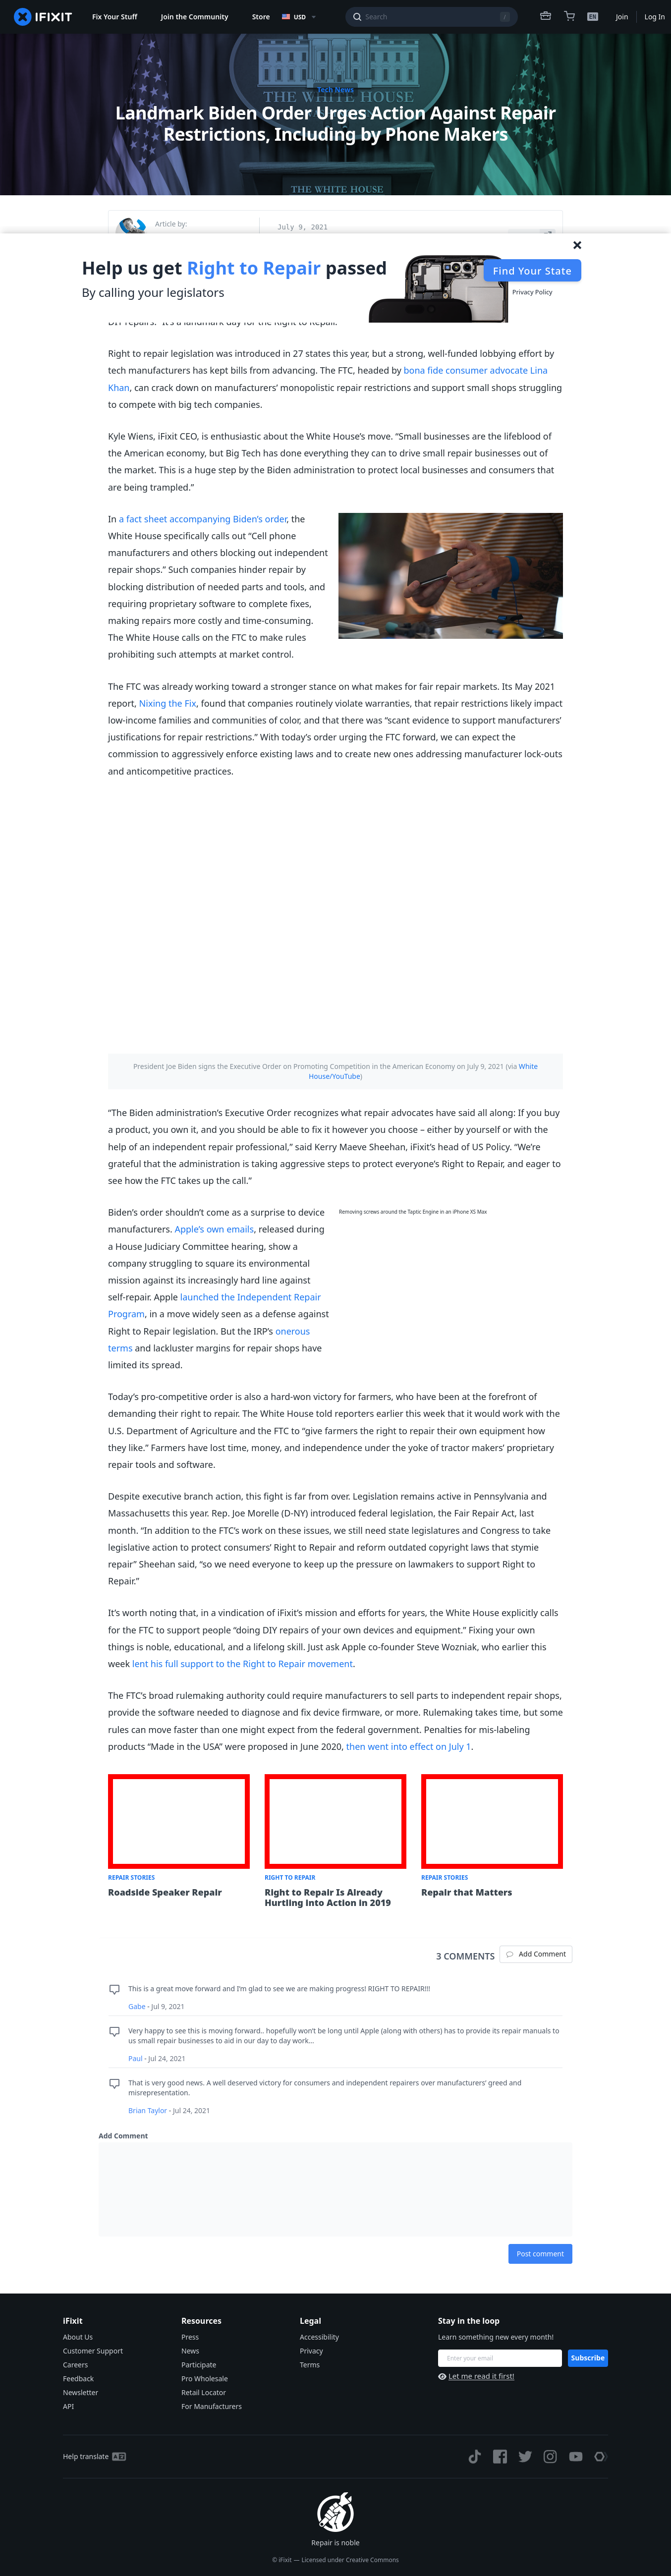 IFIXIT
Fix Your Stuff
Join the Community
Store
USD
Search
/
EN
Join
Log In
Tech News
Landmark Biden Order Urges Action Against Repair
Restrictions, Including by Phone Makers
THE WHITE HOUSE
THE WHITE HOUSE
Article by:
July 9, 2021
Help us get Right to Repair passed
By calling your legislators
Find Your State
Privacy Policy
DIY repairs. It's a landmark day for the Right to Repair.
Right to repair legislation was introduced in 27 states this year, but a strong, well-funded lobbying effort by
tech manufacturers has kept bills from advancing. The FTC, headed by bona fide consumer advocate Lina
Khan, can crack down on manufacturers’ monopolistic repair restrictions and support small shops struggling
to compete with big tech companies.
Kyle Wiens, iFixit CEO, is enthusiastic about the White House’s move. “Small businesses are the lifeblood of
the American economy, but Big Tech has done everything they can to drive small repair businesses out of
the market. This is a huge step by the Biden administration to protect local businesses and consumers that
are being trampled.”
In a fact sheet accompanying Biden’s order, the
White House specifically calls out “Cell phone
manufacturers and others blocking out independent
repair shops.” Such companies hinder repair by
blocking distribution of needed parts and tools, and
requiring proprietary software to complete fixes,
making repairs more costly and time-consuming.
The White House calls on the FTC to make rules
prohibiting such attempts at market control.
The FTC was already working toward a stronger stance on what makes for fair repair markets. Its May 2021
report, Nixing the Fix, found that companies routinely violate warranties, that repair restrictions likely impact
low-income families and communities of color, and that there was “scant evidence to support manufacturers’
justifications for repair restrictions.” With today’s order urging the FTC forward, we can expect the
commission to aggressively enforce existing laws and to create new ones addressing manufacturer lock-outs
and anticompetitive practices.
President Joe Biden signs the Executive Order on Promoting Competition in the American Economy on July 9, 2021 (via White
House/YouTube)
“The Biden administration’s Executive Order recognizes what repair advocates have said all along: If you buy
a product, you own it, and you should be able to fix it however you choose – either by yourself or with the
help of an independent repair professional,” said Kerry Maeve Sheehan, iFixit’s head of US Policy. “We’re
grateful that the administration is taking aggressive steps to protect everyone’s Right to Repair, and eager to
see how the FTC takes up the call.”
Biden’s order shouldn’t come as a surprise to device
manufacturers. Apple’s own emails, released during
a House Judiciary Committee hearing, show a
company struggling to square its environmental
mission against its increasingly hard line against
self-repair. Apple launched the Independent Repair
Program, in a move widely seen as a defense against
Right to Repair legislation. But the IRP’s onerous
terms and lackluster margins for repair shops have
limited its spread.
Removing screws around the Taptic Engine in an iPhone XS Max
Today’s pro-competitive order is also a hard-won victory for farmers, who have been at the forefront of
demanding their right to repair. The White House told reporters earlier this week that it would work with the
U.S. Department of Agriculture and the FTC to “give farmers the right to repair their own equipment how
they like.” Farmers have lost time, money, and independence under the yoke of tractor makers’ proprietary
repair tools and software.
Despite executive branch action, this fight is far from over. Legislation remains active in Pennsylvania and
Massachusetts this year. Rep. Joe Morelle (D-NY) introduced federal legislation, the Fair Repair Act, last
month. “In addition to the FTC’s work on these issues, we still need state legislatures and Congress to take
legislative action to protect consumers’ Right to Repair and reform outdated copyright laws that stymie
repair” Sheehan said, “so we need everyone to keep up the pressure on lawmakers to support Right to
Repair.”
It’s worth noting that, in a vindication of iFixit’s mission and efforts for years, the White House explicitly calls
for the FTC to support people “doing DIY repairs of your own devices and equipment.” Fixing your own
things is noble, educational, and a lifelong skill. Just ask Apple co-founder Steve Wozniak, who earlier this
week lent his full support to the Right to Repair movement.
The FTC’s broad rulemaking authority could require manufacturers to sell parts to independent repair shops,
provide the software needed to diagnose and fix device firmware, or more. Rulemaking takes time, but some
rules can move faster than one might expect from the federal government. Penalties for mis-labeling
products “Made in the USA” were proposed in June 2020, then went into effect on July 1.
REPAIR STORIES
Roadside Speaker Repair
RIGHT TO REPAIR
Right to Repair Is Already
Hurtling Into Action in 2019
REPAIR STORIES
Repair that Matters
3 COMMENTS
Add Comment
This is a great move forward and I’m glad to see we are making progress! RIGHT TO REPAIR!!!
Gabe - Jul 9, 2021
Very happy to see this is moving forward.. hopefully won’t be long until Apple (along with others) has to provide its repair manuals to
us small repair businesses to aid in our day to day work…
Paul - Jul 24, 2021
That is very good news. A well deserved victory for consumers and independent repairers over manufacturers’ greed and
misrepresentation.
Brian Taylor - Jul 24, 2021
Add Comment
Post comment
iFixit
About Us
Customer Support
Careers
Feedback
Newsletter
API
Resources
Press
News
Participate
Pro Wholesale
Retail Locator
For Manufacturers
Legal
Accessibility
Privacy
Terms
Stay in the loop
Learn something new every month!
Enter your email
Subscribe
Let me read it first!
Help translate
Repair is noble
© iFixit — Licensed under Creative Commons